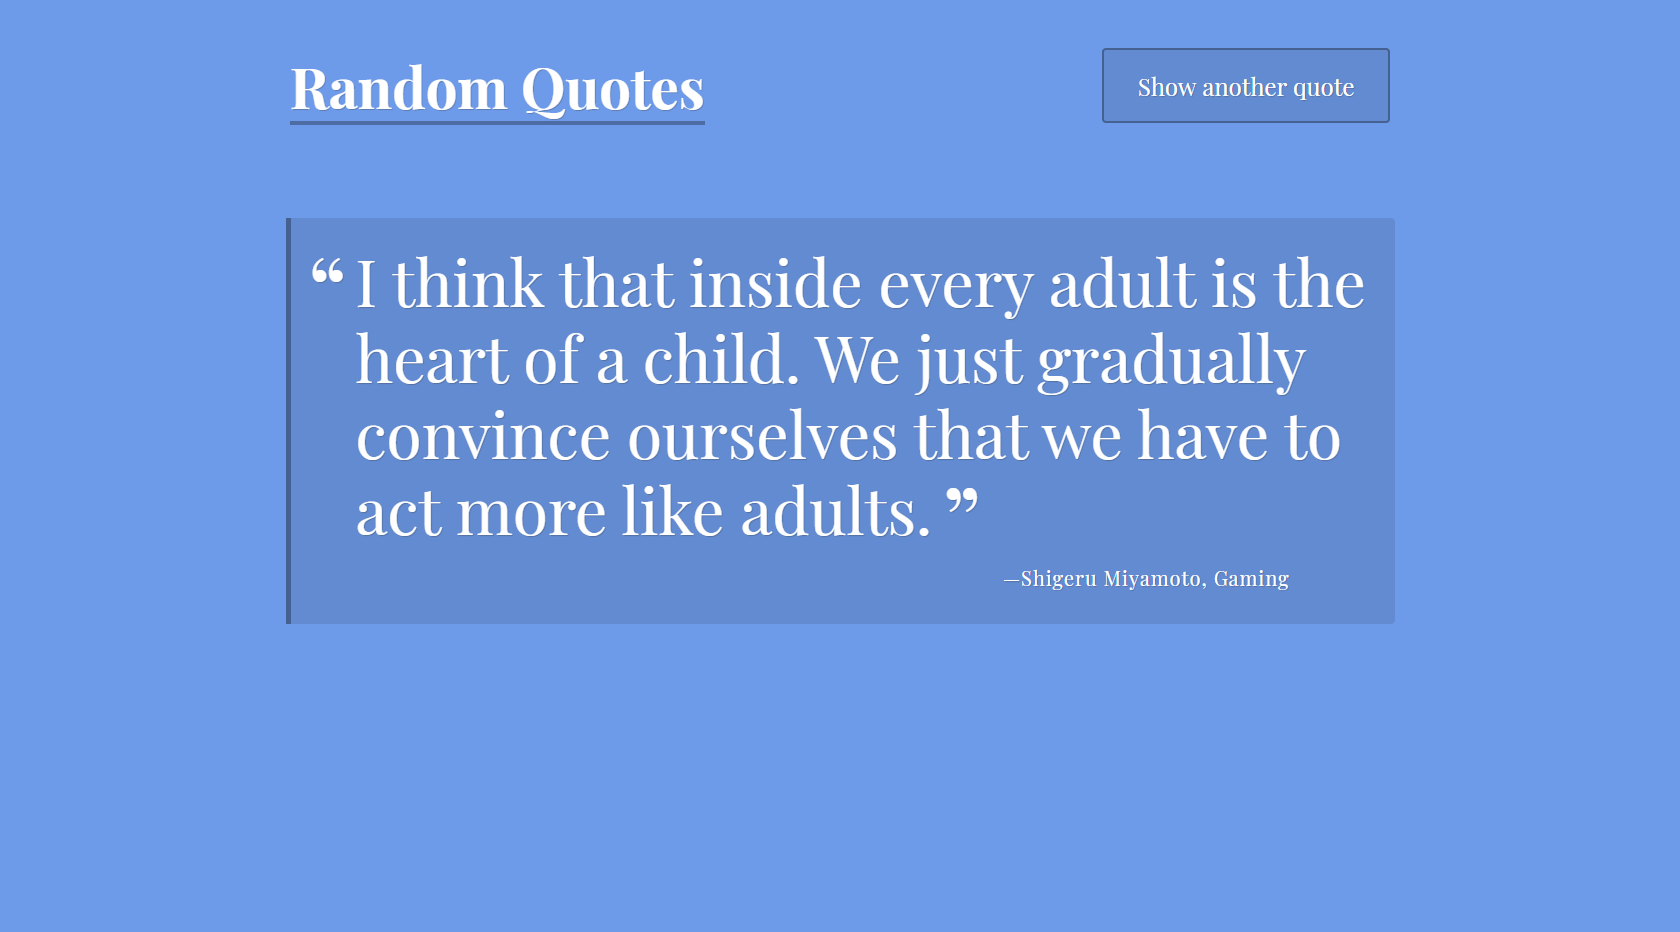 Random Quotes
Show another quote
“ I think that inside every adult is the
heart of a child. We just gradually
convince ourselves that we have to
act more like adults. ”
—Shigeru Miyamoto, Gaming